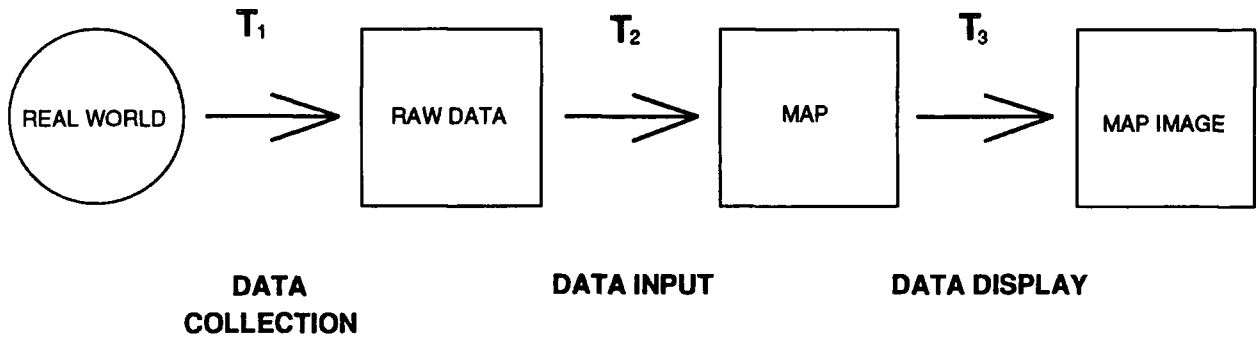 T1
T2
T3
REAL WORLD
RAW DATA
MAP
MAP IMAGE
DATA
COLLECTION
DATA INPUT
DATA DISPLAY